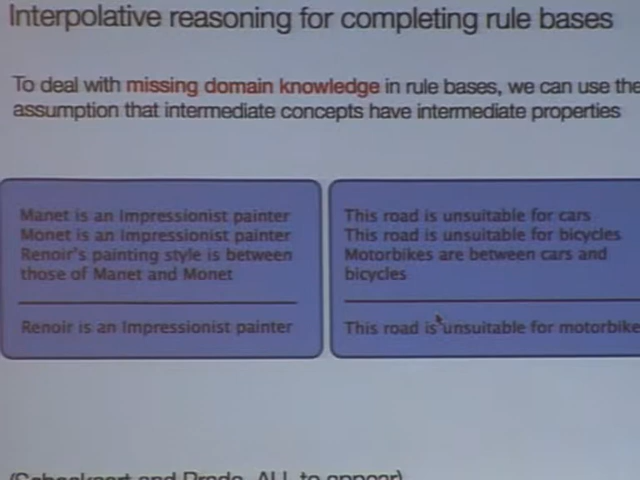 Interpolative reasoning for completing rule bases
To deal with missing domain knowledge in rule bases, we can use the
assumption that intermediate concepts have intermediate properties
Manet is an Impressionist painter
Monet is an Impressionist painter
Renoir's painting style is between
those of Manet and Monet
Renoir is an Impressionist painter
This road is unsuitable for cars
This road is unsuitable for bicycles
Motorbikes are between cars and
bicycles
This road is unsuitable for motorbike
to appear)